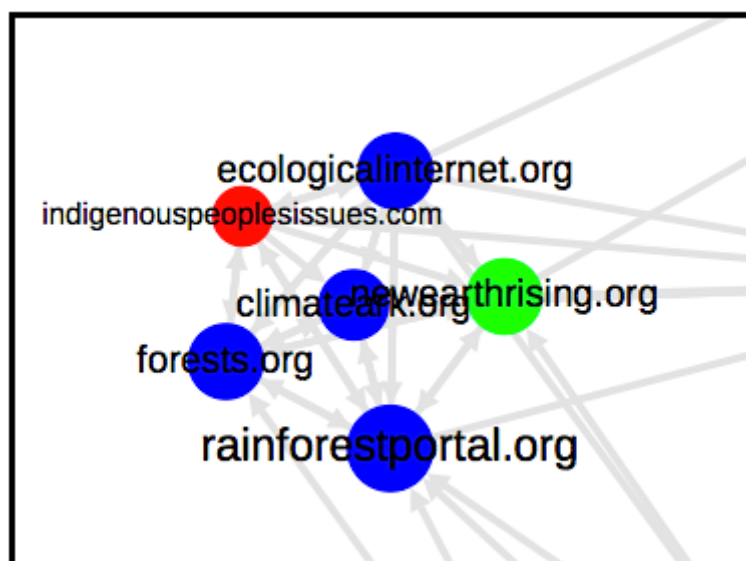 ecologicalinternet.org
indigenouspeoplesissues.com
newearthrising.org
climateark.org
forests.org
rainforestportal.org